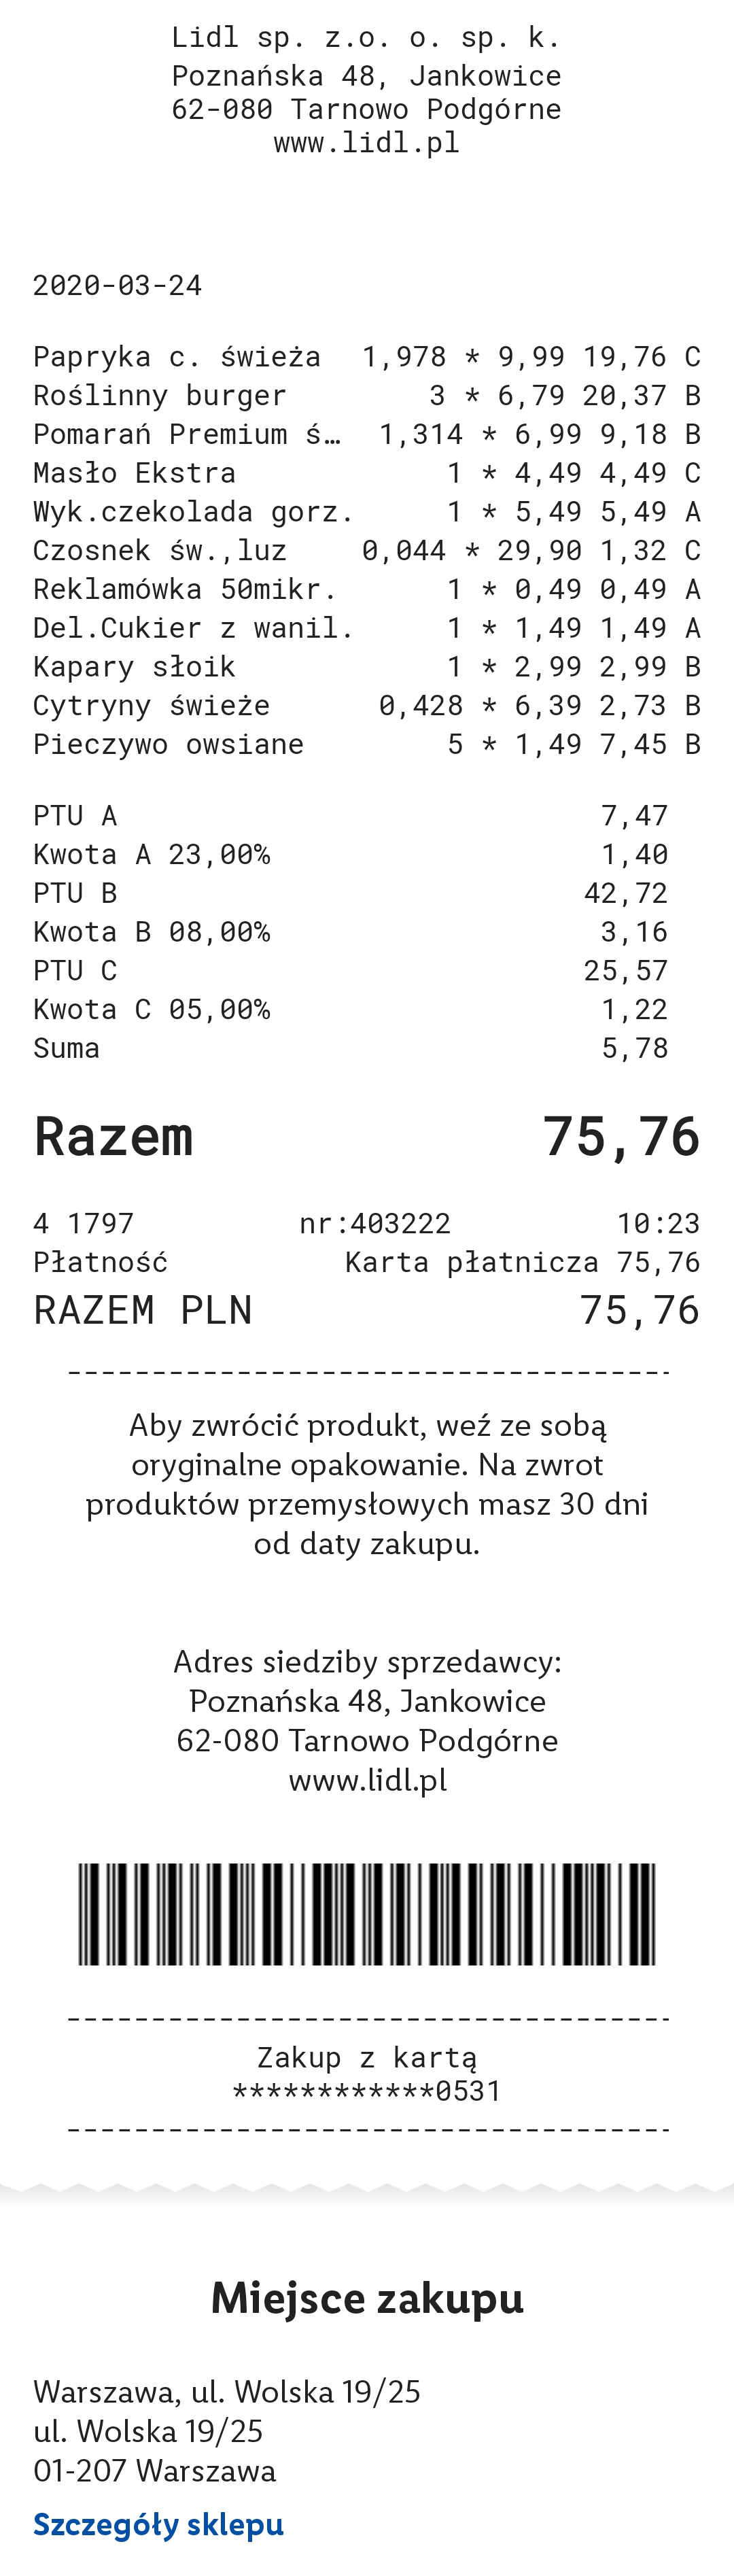 Lidl sp. z.o. o. sp. k.
Poznańska 48, Jankowice
62-080 Tarnowo Podgórne
www.lidl.pl
2020-03-24
Papryka c. świeża 1,978 * 9,99 19,76 C
Roślinny burger 3 * 6,79 20,37 B
Pomarań Premium ś… 1,314 * 6,99 9,18 B
Masło Ekstra 1 * 4,49 4,49 C
Wyk.czekolada gorz. 1 * 5,49 5,49 A
Czosnek św.,luz 0,044 * 29,90 1,32 C
Reklamówka 50mikr. 1 * 0,49 0,49 A
Del.Cukier z wanil. 1 * 1,49 1,49 A
Kapary słoik 1 * 2,99 2,99 B
Cytryny świeże 0,428 * 6,39 2,73 B
Pieczywo owsiane 5 * 1,49 7,45 B
PTU A 7,47
Kwota A 23,00% 1,40
PTU B 42,72
Kwota B 08,00% 3,16
PTU C 25,57
Kwota C 05,00% 1,22
Suma 5,78
Razem 75,76
4 1797 nr:403222 10:23
Płatność Karta płatnicza 75,76
RAZEM PLN 75,76
Aby zwrócić produkt, weź ze sobą
oryginalne opakowanie. Na zwrot
produktów przemysłowych masz 30 dni
od daty zakupu.
Adres siedziby sprzedawcy:
Poznańska 48, Jankowice
62-080 Tarnowo Podgórne
www.lidl.pl
Zakup z kartą
************0531
Miejsce zakupu
Warszawa, ul. Wolska 19/25
ul. Wolska 19/25
01-207 Warszawa
Szczegóły sklepu